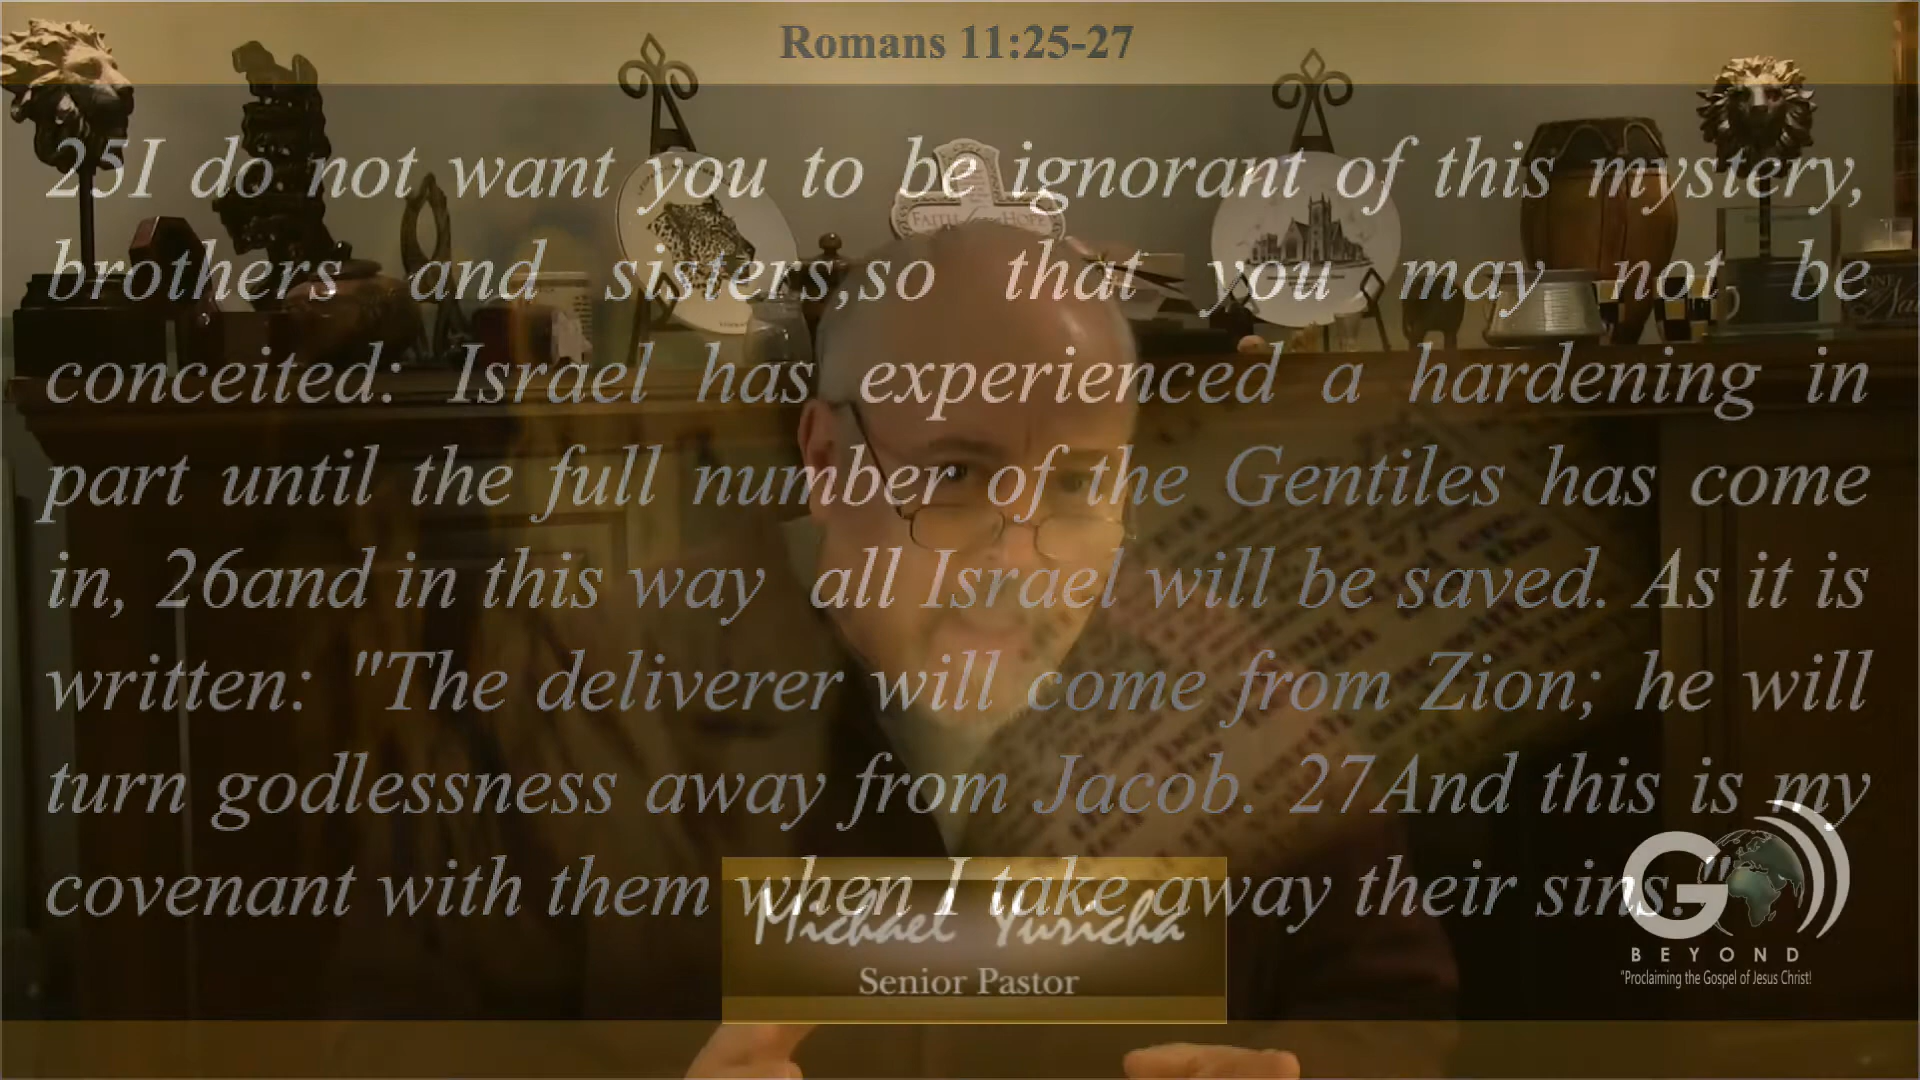 Romans 11:25-27
FAITH HOPE
25I do not want you to be ignorant of this mystery,
brothers and sisters,so that you may not be
conceited: Israel has experienced a hardening in
part until the full number of the Gentiles has come
in, 26and in this way all Israel will be saved. As it is
written: "The deliverer will come from Zion; he will
turn godlessness away from Jacob. 27And this is my
covenant with them when I take away their sins."
Michael Yuricha
Senior Pastor
GO
BEYOND
"Proclaiming the Gospel of Jesus Christ!